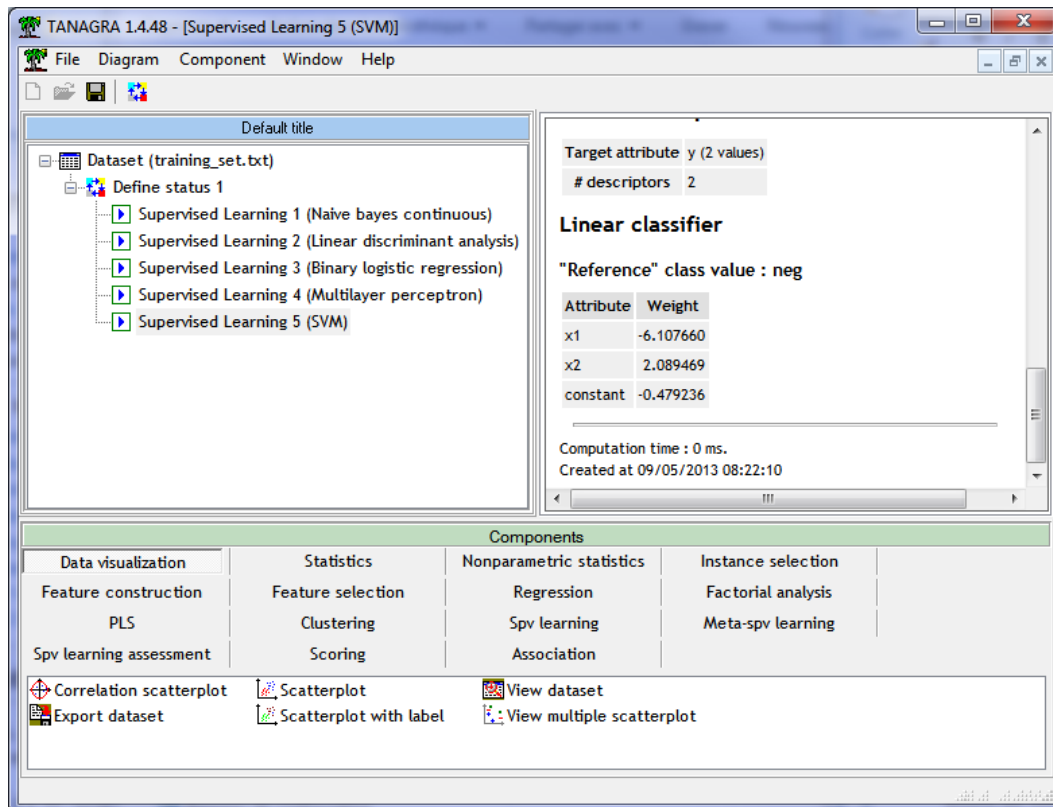 TANAGRA 1.4.48 - [Supervised Learning 5 (SVM)]
File Diagram Component Window Help
Default title
Dataset (training_set.txt)
Define status 1
Supervised Learning 1 (Naive bayes continuous)
Supervised Learning 2 (Linear discriminant analysis)
Supervised Learning 3 (Binary logistic regression)
Supervised Learning 4 (Multilayer perceptron)
Supervised Learning 5 (SVM)
Target attribute y (2 values)
# descriptors 2
Linear classifier
"Reference" class value : neg
Attribute Weight
x1 -6.107660
x2 2.089469
constant -0.479236
Computation time : 0 ms.
Created at 09/05/2013 08:22:10
Components
Data visualization Statistics Nonparametric statistics Instance selection
Feature construction Feature selection Regression Factorial analysis
PLS Clustering Spv learning Meta-spv learning
Spv learning assessment Scoring Association
Correlation scatterplot Scatterplot View dataset
Export dataset Scatterplot with label View multiple scatterplot